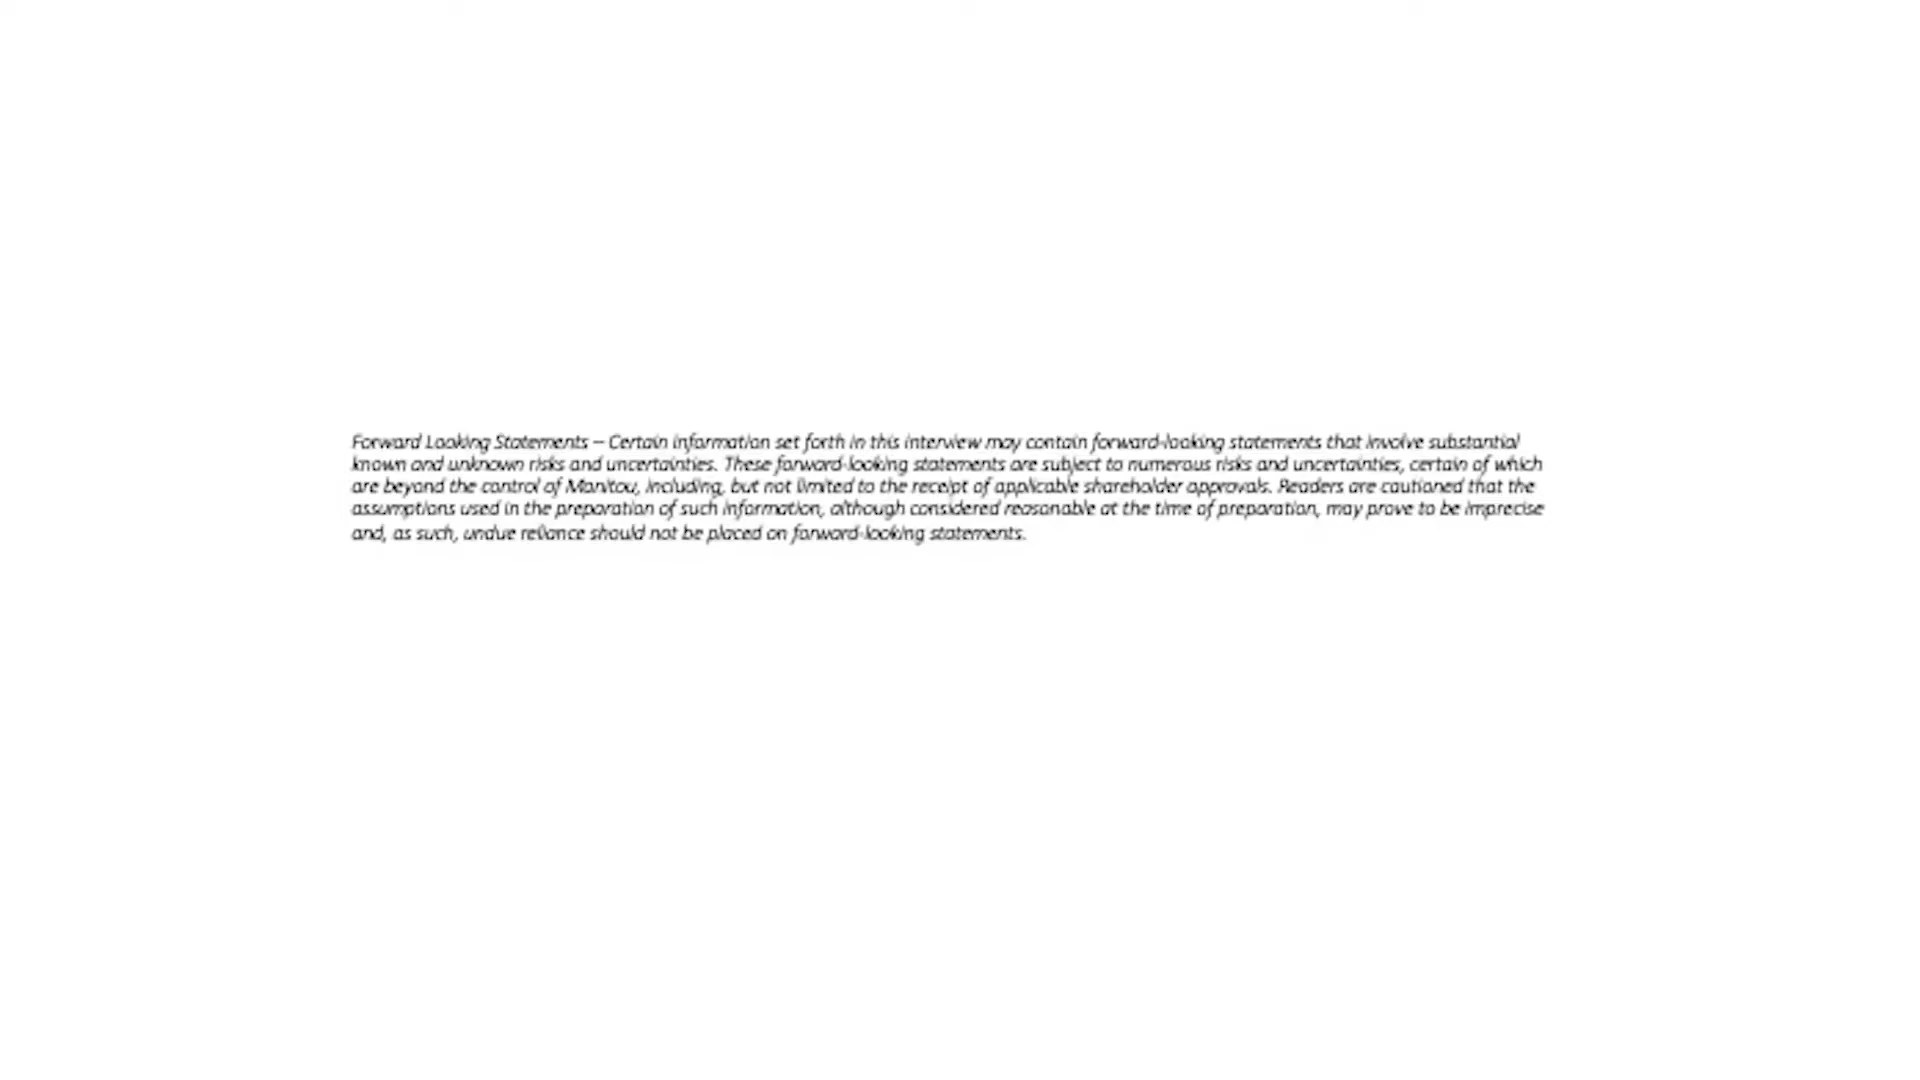 Forward Looking Statements – Certain information set forth in this interview may contain forward-looking statements that involve substantial
known and unknown risks and uncertainties. These forward-looking statements are subject to numerous risks and uncertainties, certain of which
are beyond the control of Manitou, including, but not limited to the receipt of applicable shareholder approvals. Readers are cautioned that the
assumptions used in the preparation of such information, although considered reasonable at the time of preparation, may prove to be imprecise
and, as such, undue reliance should not be placed on forward-looking statements.